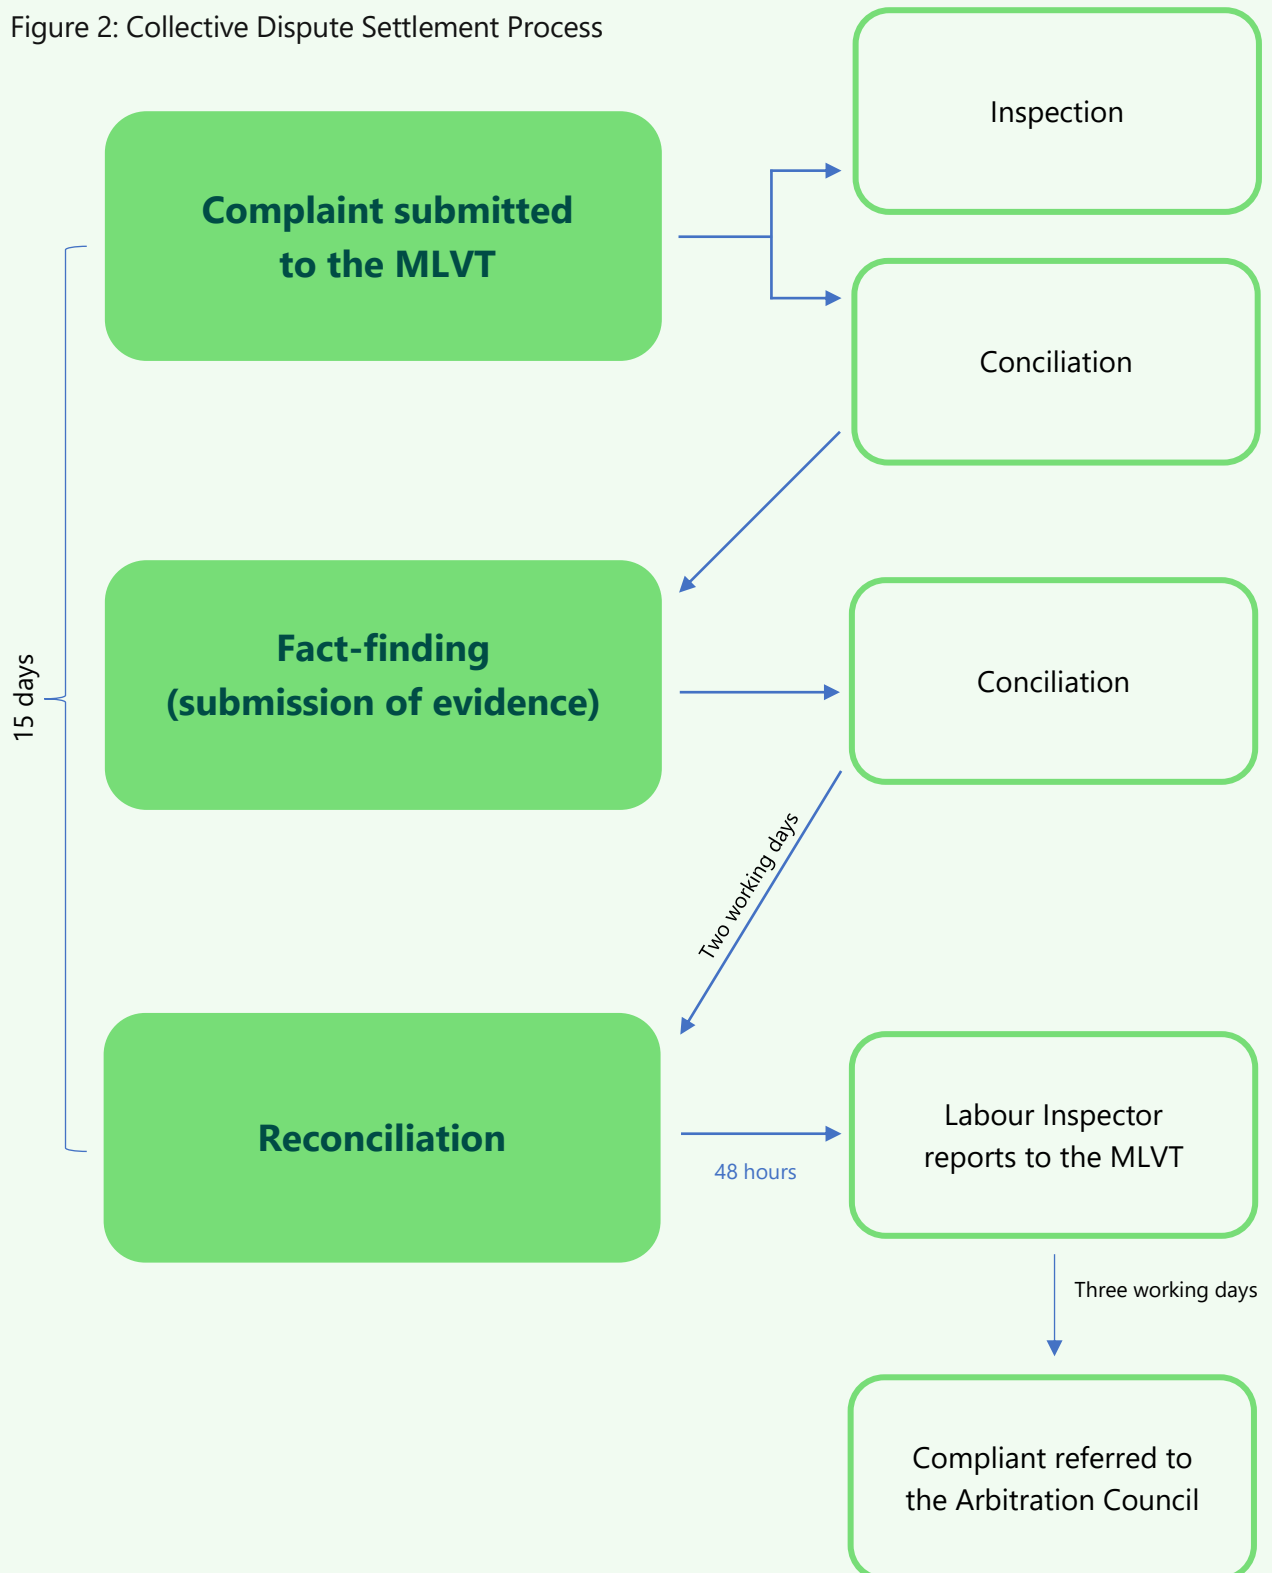 Figure 2: Collective Dispute Settlement Process
Inspection
Complaint submitted
to the MLVT
Conciliation
15 days
Fact-finding
(submission of evidence)
Conciliation
Two working days
Reconciliation
48 hours
Labour Inspector
reports to the MLVT
Three working days
Compliant referred to
the Arbitration Council